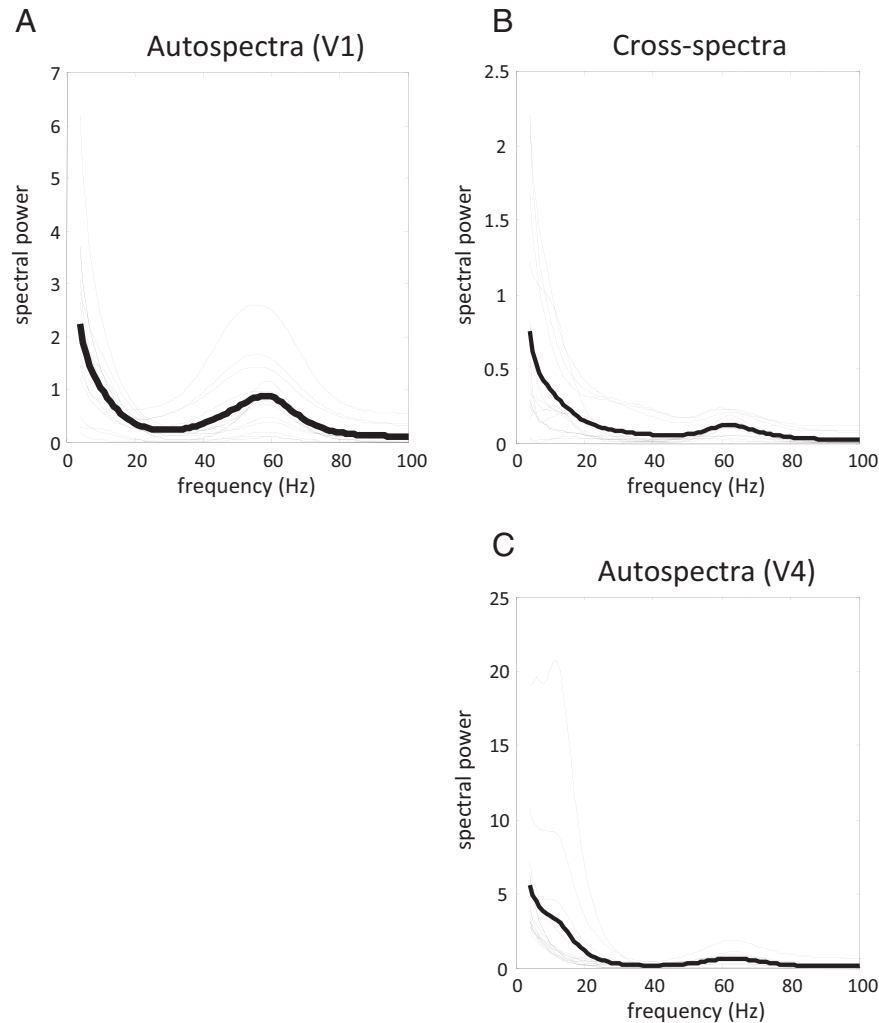 A
Autospectra (V1)
7
6
5
4
3
2
1
0
spectral power
0 20 40 60 80 100
frequency (Hz)
B
Cross-spectra
2.5
2
1.5
1
0.5
0
spectral power
0 20 40 60 80 100
frequency (Hz)
C
Autospectra (V4)
25
20
15
10
5
0
spectral power
0 20 40 60 80 100
frequency (Hz)